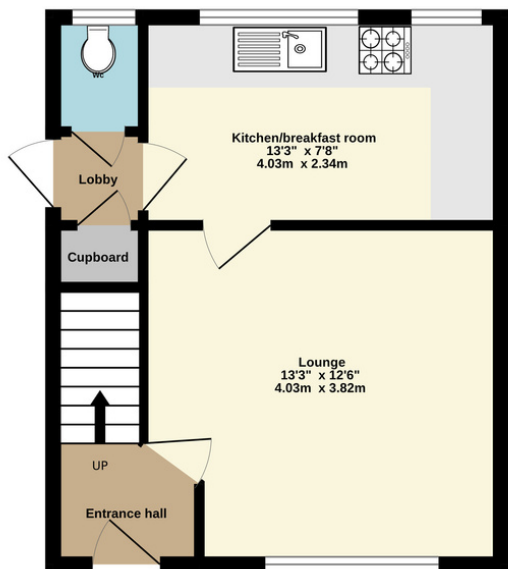 Wc
Kitchen/breakfast room
13'3" x 7'8"
4.03m x 2.34m
Lobby
Cupboard
Lounge
13'3" x 12'6"
4.03m x 3.82m
UP
Entrance hall